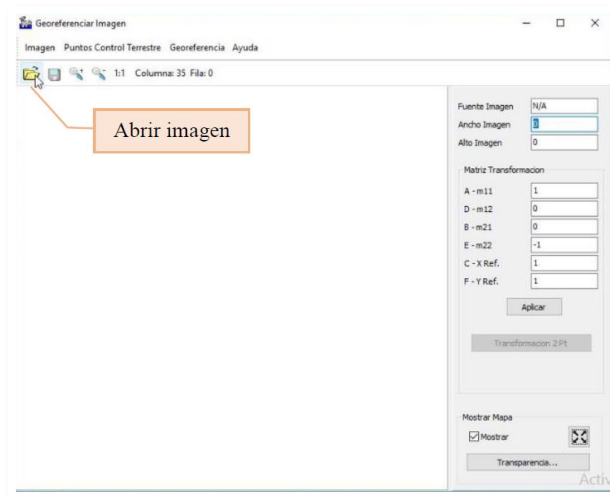 Georeferenciar Imagen
Imagen Puntos Control Terrestre Georeferencia Ayuda
1:1 Columna: 35 Fila: 0
Abrir imagen
Fuente Imagen N/A
Ancho Imagen 0
Alto Imagen 0
Matriz Transformacion
A - m11 1
D - m12 0
B - m21 0
E - m22 -1
C - X Ref. 1
F - Y Ref. 1
Aplicar
Transformacion 2 Pt
Mostrar Mapa
Mostrar
Transparencia...
Activ